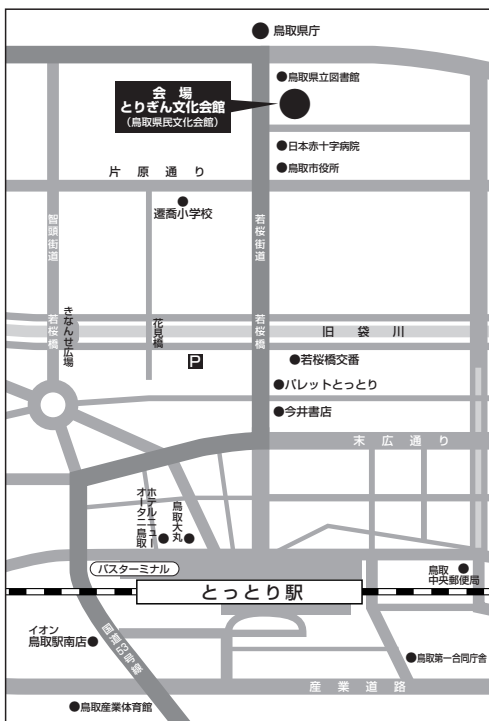 鳥取県庁
鳥取県立図書館
会場
とりぎん文化会館
(鳥取県民文化会館)
日本赤十字病院
鳥取市役所
片原通り
遷喬小学校
智頭街道
若桜街道
若桜橋
きなんせ広場
花見橋
若桜橋
旧袋川
P
若桜橋交番
パレットとっとり
今井書店
末広通り
ホテルニュー
オータニ鳥取
鳥取大丸
バスターミナル
鳥取
中央郵便局
とっとり駅
イオン
鳥取駅南店
国道53号線
鳥取第一合同庁舎
産業道路
鳥取産業体育館